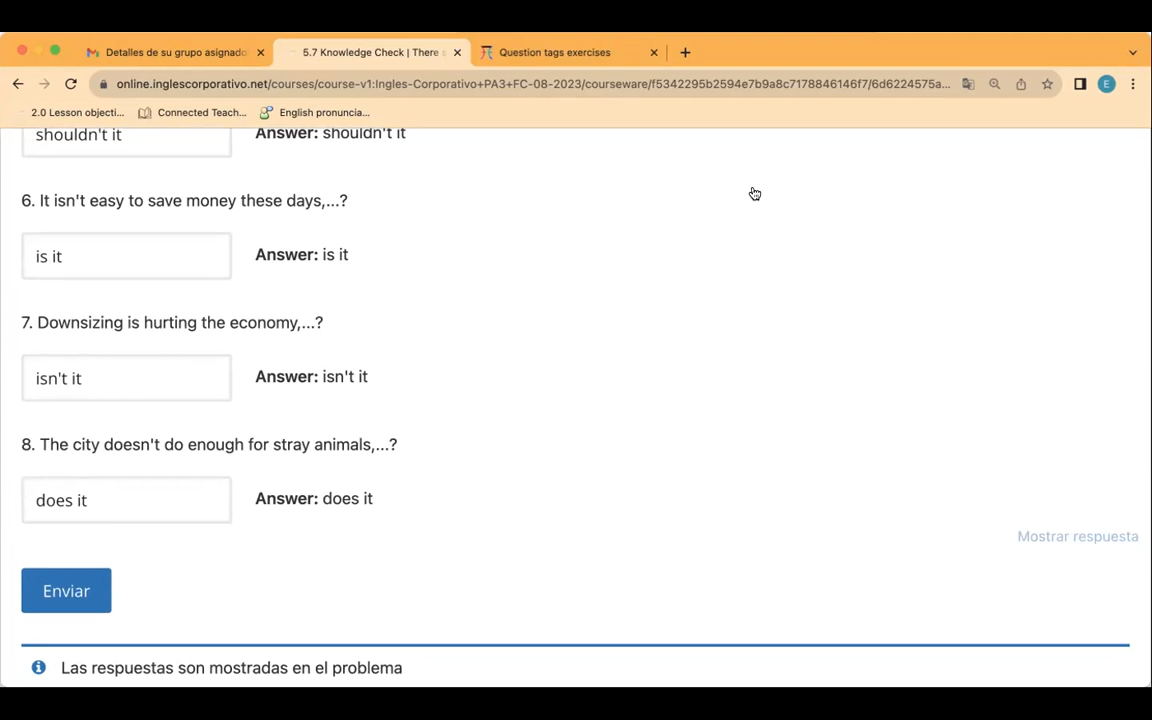 Detalles de su grupo asignado
5.7 Knowledge Check | There s
Question tags exercises
online.inglescorporativo.net/courses/course-v1:Ingles-Corporativo+PA3+FC-08-2023/courseware/f5342295b2594e7b9a8c7178846146f7/6d6224575a...
E
2.0 Lesson objecti...
Connected Teach...
English pronuncia...
shouldn't it
Answer: shouldn't it
6. It isn't easy to save money these days,...?
is it
Answer: is it
7. Downsizing is hurting the economy,...?
isn't it
Answer: isn't it
8. The city doesn't do enough for stray animals,...?
does it
Answer: does it
Mostrar respuesta
Enviar
Las respuestas son mostradas en el problema